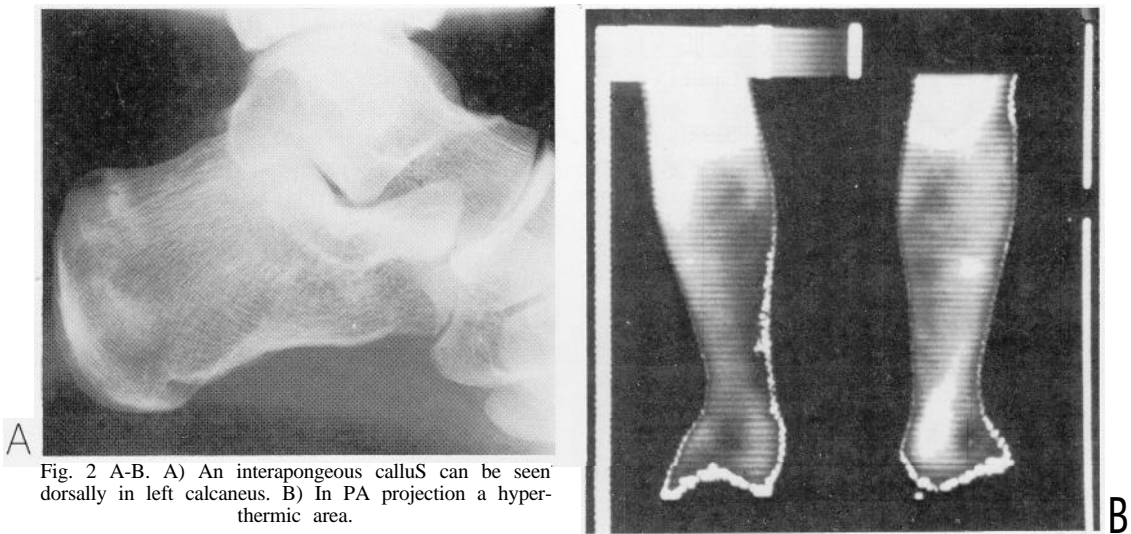 A
Fig. 2 A-B. A) An interapongeous calluS can be seen
dorsally in left calcaneus. B) In PA projection a hyper-
thermic area.
B